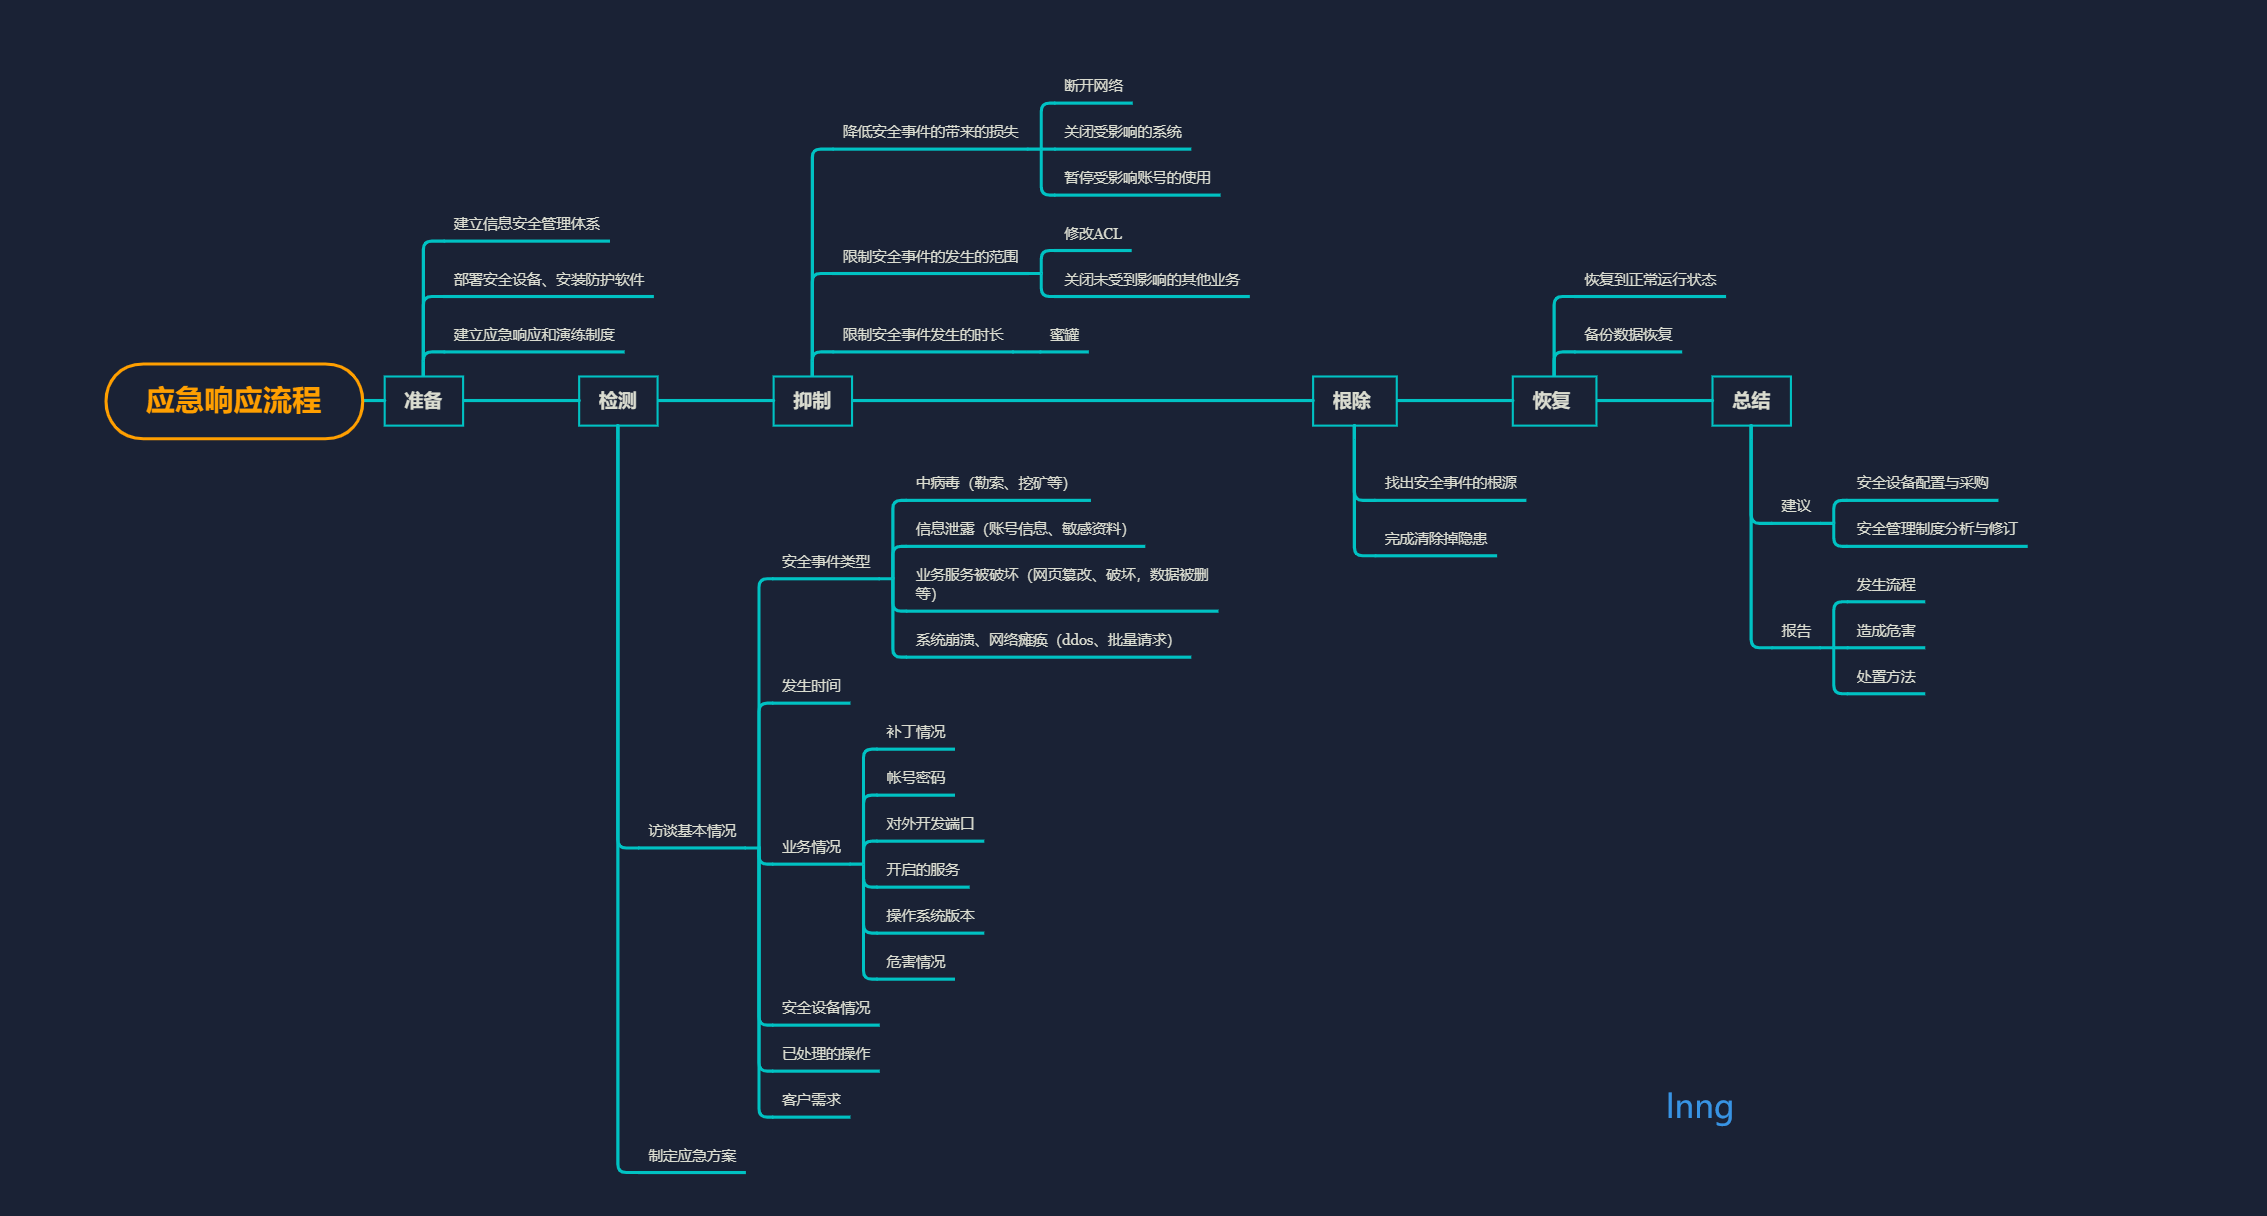 应急响应流程
准备
建立信息安全管理体系
部署安全设备、安装防护软件
建立应急响应和演练制度
检测
访谈基本情况
安全事件类型
中病毒（勒索、挖矿等）
信息泄露（账号信息、敏感资料）
业务服务被破坏（网页篡改、破坏，数据被删
等）
系统崩溃、网络瘫痪（ddos、批量请求）
发生时间
业务情况
补丁情况
帐号密码
对外开发端口
开启的服务
操作系统版本
危害情况
安全设备情况
已处理的操作
客户需求
制定应急方案
抑制
降低安全事件的带来的损失
断开网络
关闭受影响的系统
暂停受影响账号的使用
限制安全事件的发生的范围
修改ACL
关闭未受到影响的其他业务
限制安全事件发生的时长
蜜罐
根除
找出安全事件的根源
完成清除掉隐患
恢复
恢复到正常运行状态
备份数据恢复
总结
建议
安全设备配置与采购
安全管理制度分析与修订
报告
发生流程
造成危害
处置方法
lnng